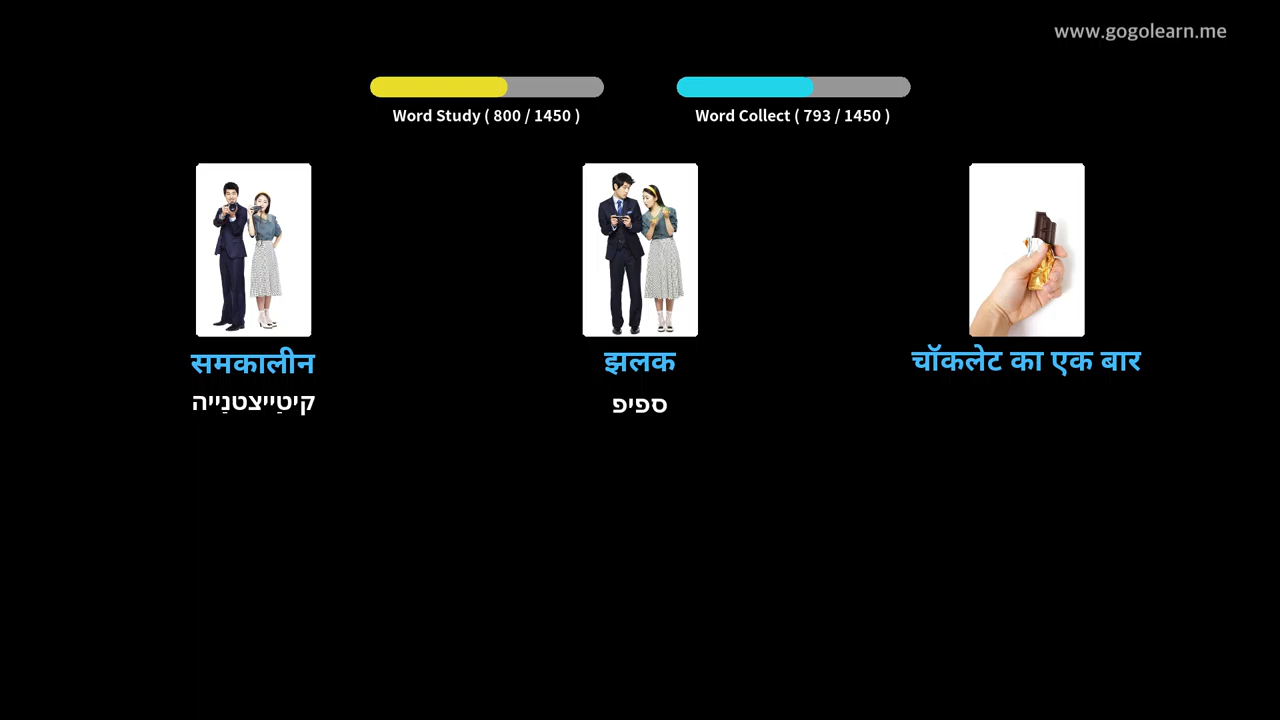 www.gogolearn.me
Word Study ( 800 / 1450 )
Word Collect ( 793 / 1450 )
समकालीन
झलक
चॉकलेट का एक बार
קיטַייצטנַייה
ספיפ